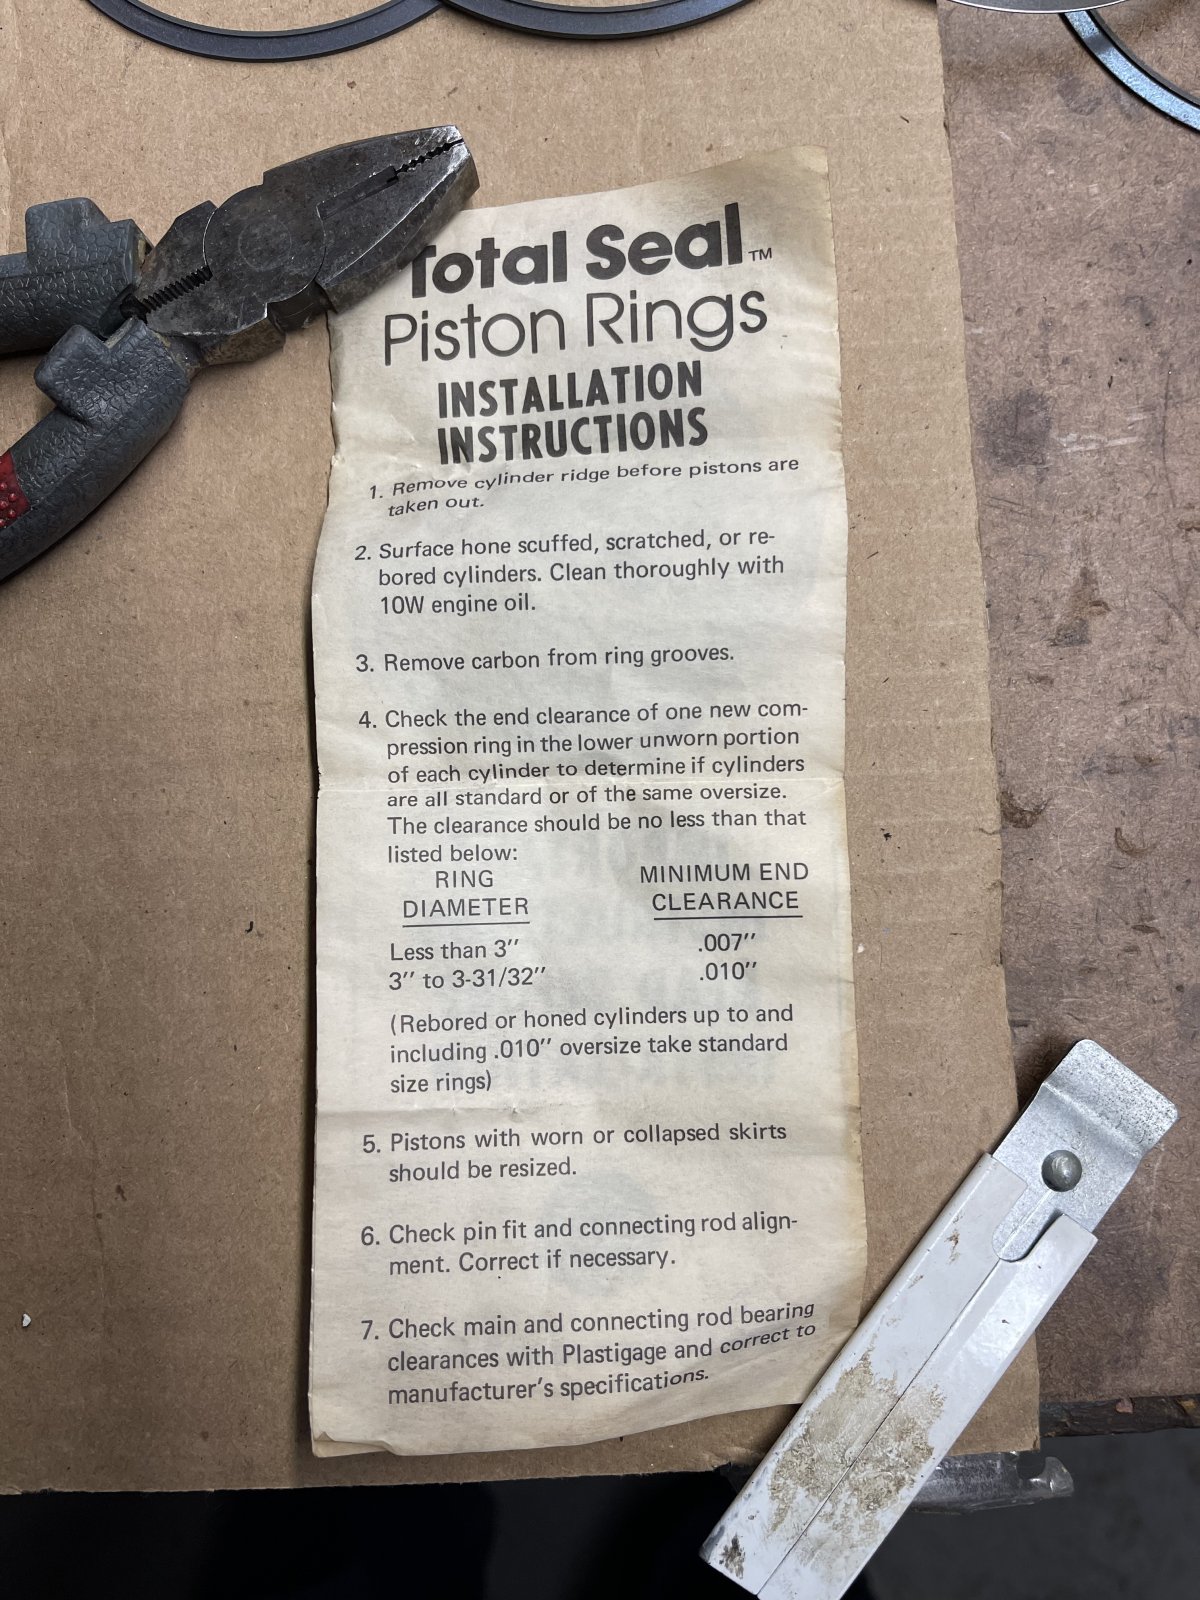 Total Seal™
Piston Rings
INSTALLATION
INSTRUCTIONS
1. Remove cylinder ridge before pistons are
taken out.
2. Surface hone scuffed, scratched, or re-
bored cylinders. Clean thoroughly with
10W engine oil.
3. Remove carbon from ring grooves.
4. Check the end clearance of one new com-
pression ring in the lower unworn portion
of each cylinder to determine if cylinders
are all standard or of the same oversize.
The clearance should be no less than that
listed below:
RING
DIAMETER
MINIMUM END
CLEARANCE
Less than 3′′ .007′′
3′′ to 3-31/32′′ .010′′
(Rebored or honed cylinders up to and
including .010′′ oversize take standard
size rings)
5. Pistons with worn or collapsed skirts
should be resized.
6. Check pin fit and connecting rod align-
ment. Correct if necessary.
7. Check main and connecting rod bearing
clearances with Plastigage and correct to
manufacturer's specifications.